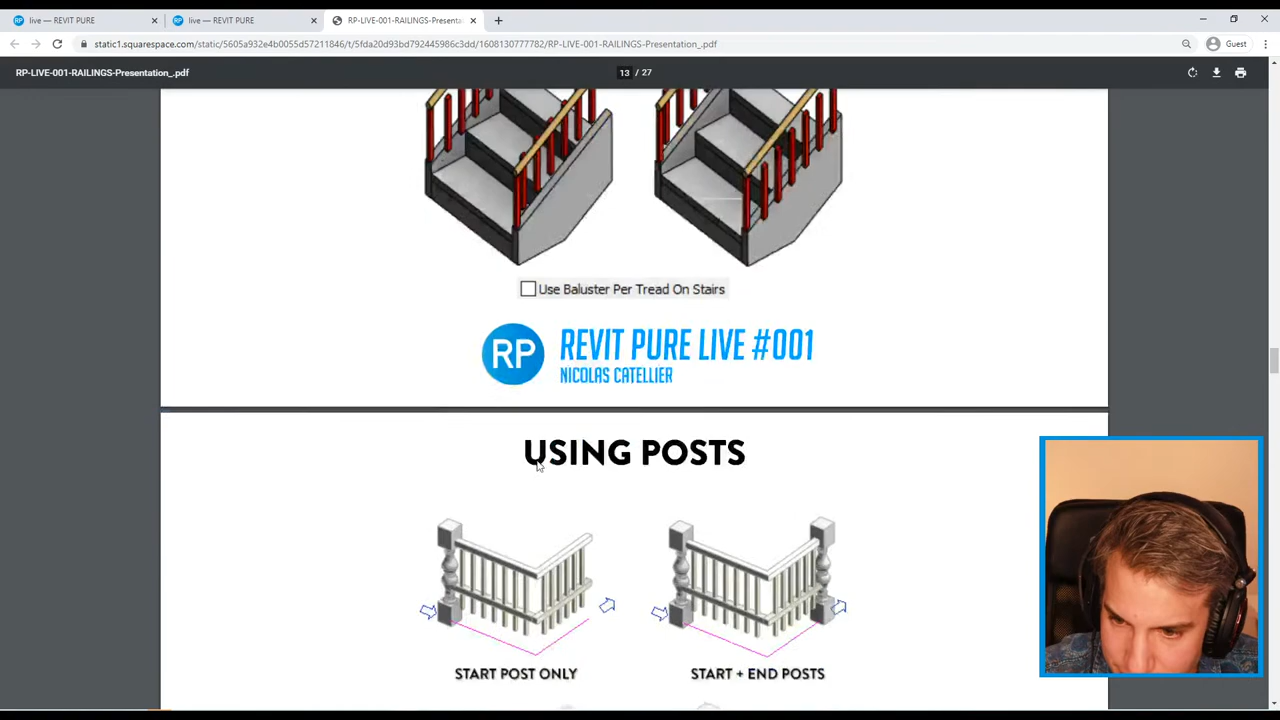 live — REVIT PURE
live — REVIT PURE
RP-LIVE-001-RAILINGS-Presentatio
static1.squarespace.com/static/5605a932e4b0055d57211846/t/5fda20d93bd792445986c3dd/1608130777782/RP-LIVE-001-RAILINGS-Presentation_.pdf
Guest
RP-LIVE-001-RAILINGS-Presentation_.pdf
13 / 27
Use Baluster Per Tread On Stairs
RP
REVIT PURE LIVE #001
NICOLAS CATELLIER
USING POSTS
START POST ONLY
START + END POSTS